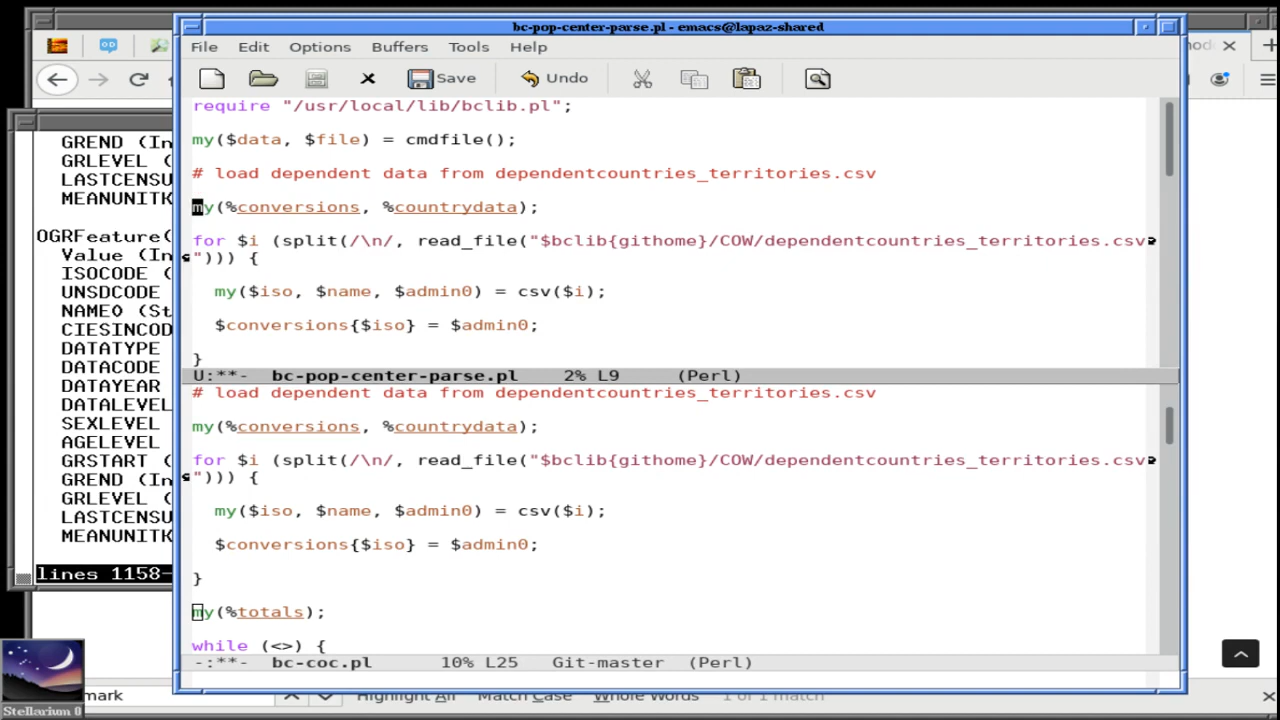 bc-pop-center-parse.pl - emacs@lapaz-shared
File Edit Options Buffers Tools Help
Save Undo
require "/usr/local/lib/bclib.pl";
my($data, $file) = cmdfile();
# load dependent data from dependentcountries_territories.csv
my(%conversions, %countrydata);
for $i (split(/\n/, read_file("$bclib{githome}/COW/dependentcountries_territories.csv
"))) {
my($iso, $name, $admin0) = csv($i);
$conversions{$iso} = $admin0;
}
U:**- bc-pop-center-parse.pl 2% L9 (Perl)
# load dependent data from dependentcountries_territories.csv
my(%conversions, %countrydata);
for $i (split(/\n/, read_file("$bclib{githome}/COW/dependentcountries_territories.csv
"))) {
my($iso, $name, $admin0) = csv($i);
$conversions{$iso} = $admin0;
}
my(%totals);
while (<>) {
-:**- bc-coc.pl 10% L25 Git-master (Perl)
GREND (In
GRLEVEL (
LASTCENSU
MEANUNITK
OGRFeature(
Value (In
ISOCODE (
UNSDCODE
NAME0 (St
CIESINCOD
DATATYPE
DATACODE
DATAYEAR
DATALEVEL
SEXLEVEL
AGELEVEL
GRSTART (
GREND (In
GRLEVEL (
LASTCENSU
MEANUNITK
lines 1158-
mark Highlight All Match Case Whole Words 1 of 1 match
Stellarium 0